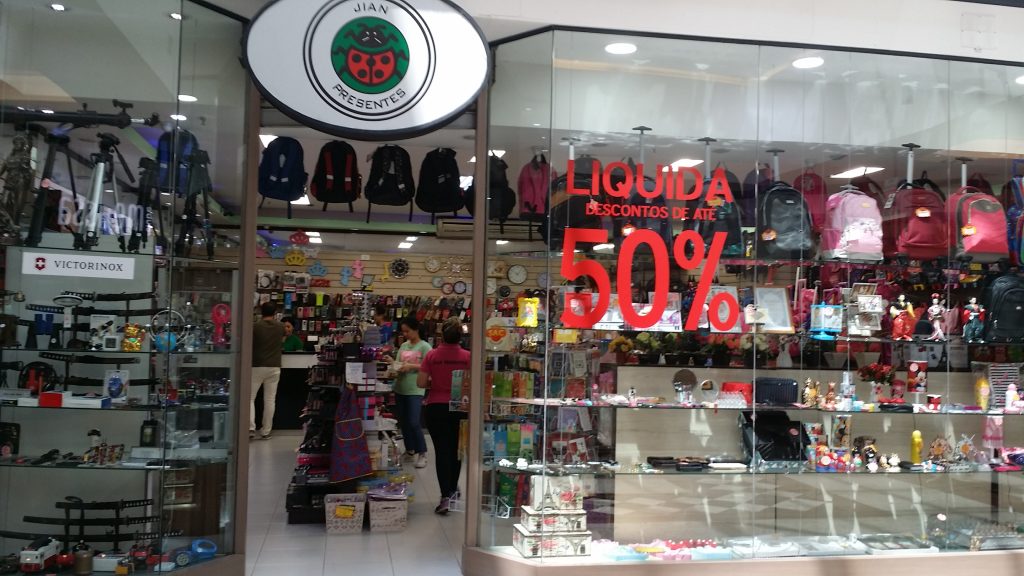 JIAN
PRESENTES
LIQUIDA
DESCONTOS DE ATÉ
50%
VICTORINOX